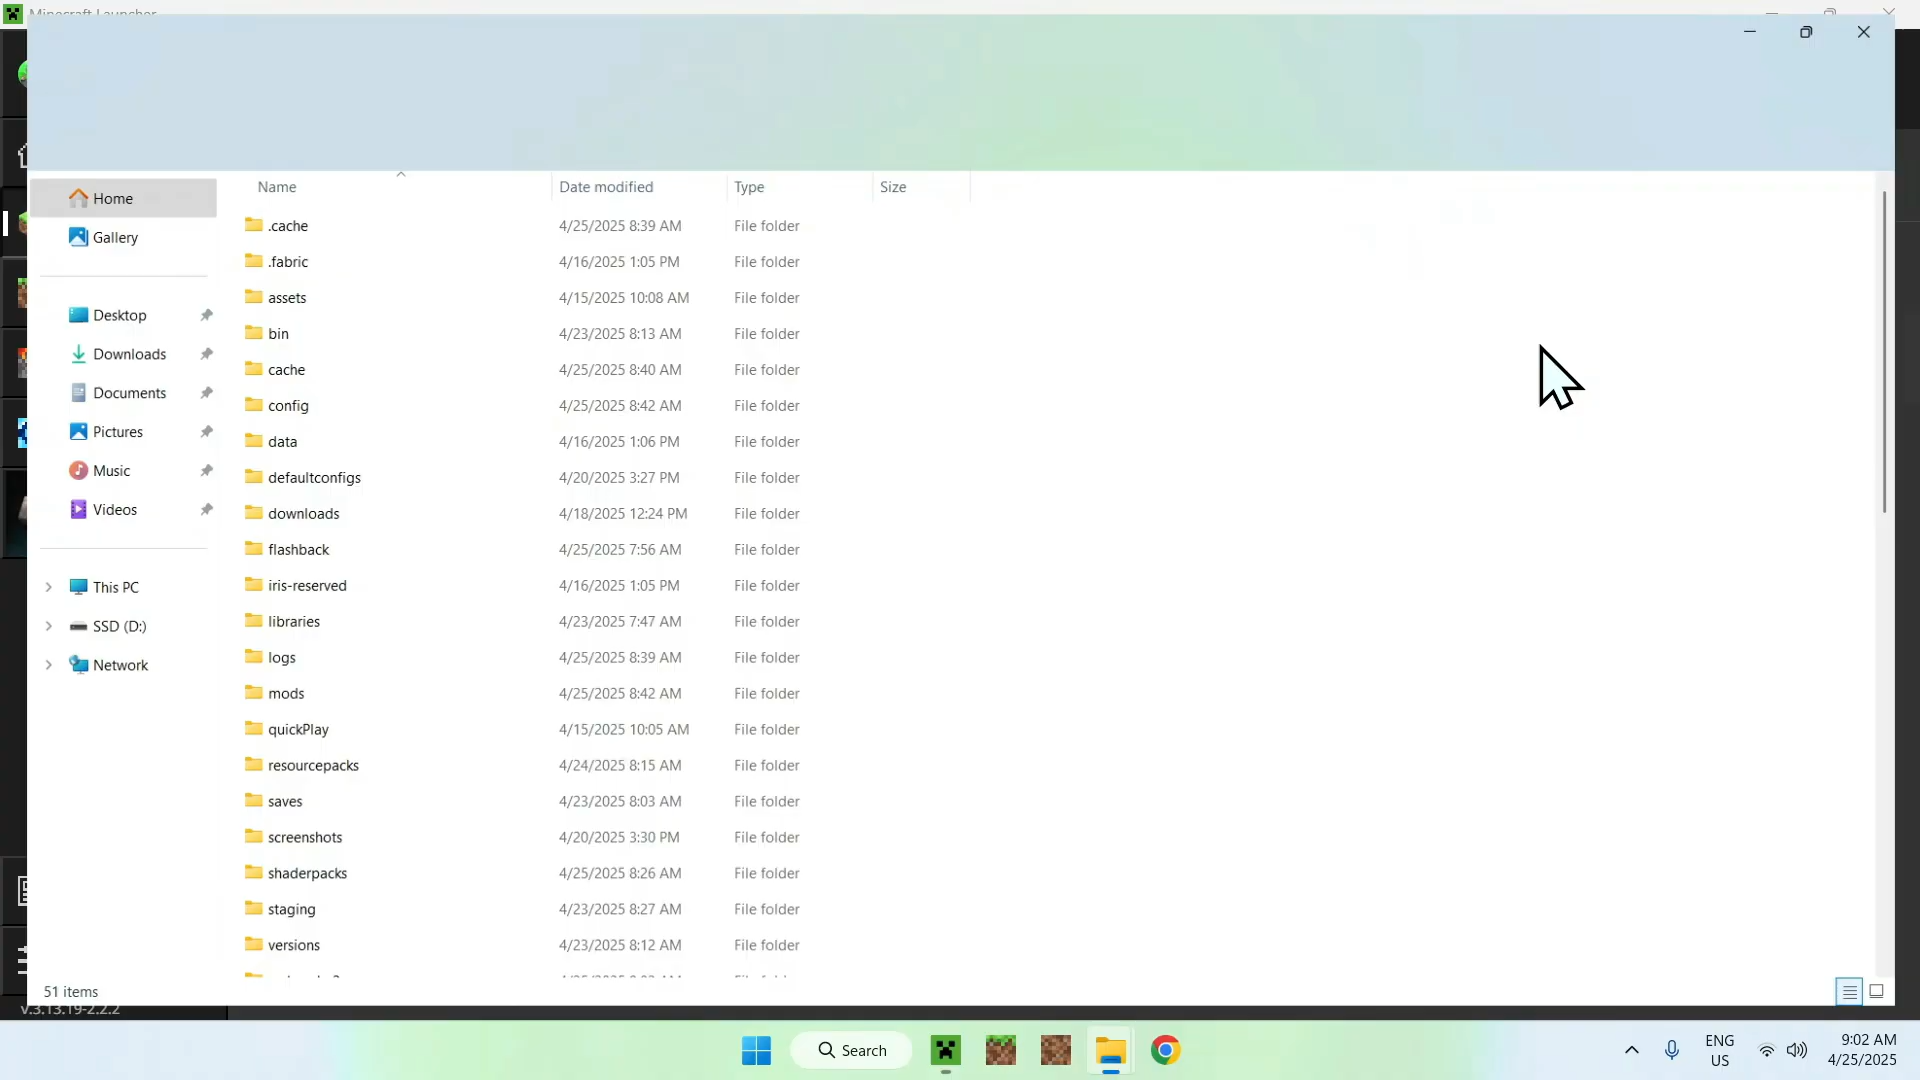 Minecraft Launcher
Home
Gallery
Desktop
Downloads
Documents
Pictures
Music
Videos
This PC
SSD (D:)
Network
Name Date modified Type Size
.cache 4/25/2025 8:39 AM File folder
.fabric 4/16/2025 1:05 PM File folder
assets 4/15/2025 10:08 AM File folder
bin 4/23/2025 8:13 AM File folder
cache 4/25/2025 8:40 AM File folder
config 4/25/2025 8:42 AM File folder
data 4/16/2025 1:06 PM File folder
defaultconfigs 4/20/2025 3:27 PM File folder
downloads 4/18/2025 12:24 PM File folder
flashback 4/25/2025 7:56 AM File folder
iris-reserved 4/16/2025 1:05 PM File folder
libraries 4/23/2025 7:47 AM File folder
logs 4/25/2025 8:39 AM File folder
mods 4/25/2025 8:42 AM File folder
quickPlay 4/15/2025 10:05 AM File folder
resourcepacks 4/24/2025 8:15 AM File folder
saves 4/23/2025 8:03 AM File folder
screenshots 4/20/2025 3:30 PM File folder
shaderpacks 4/25/2025 8:26 AM File folder
staging 4/23/2025 8:27 AM File folder
versions 4/23/2025 8:12 AM File folder
51 items
v.3.13.19-2.2.2
Search
ENG
US
9:02 AM
4/25/2025